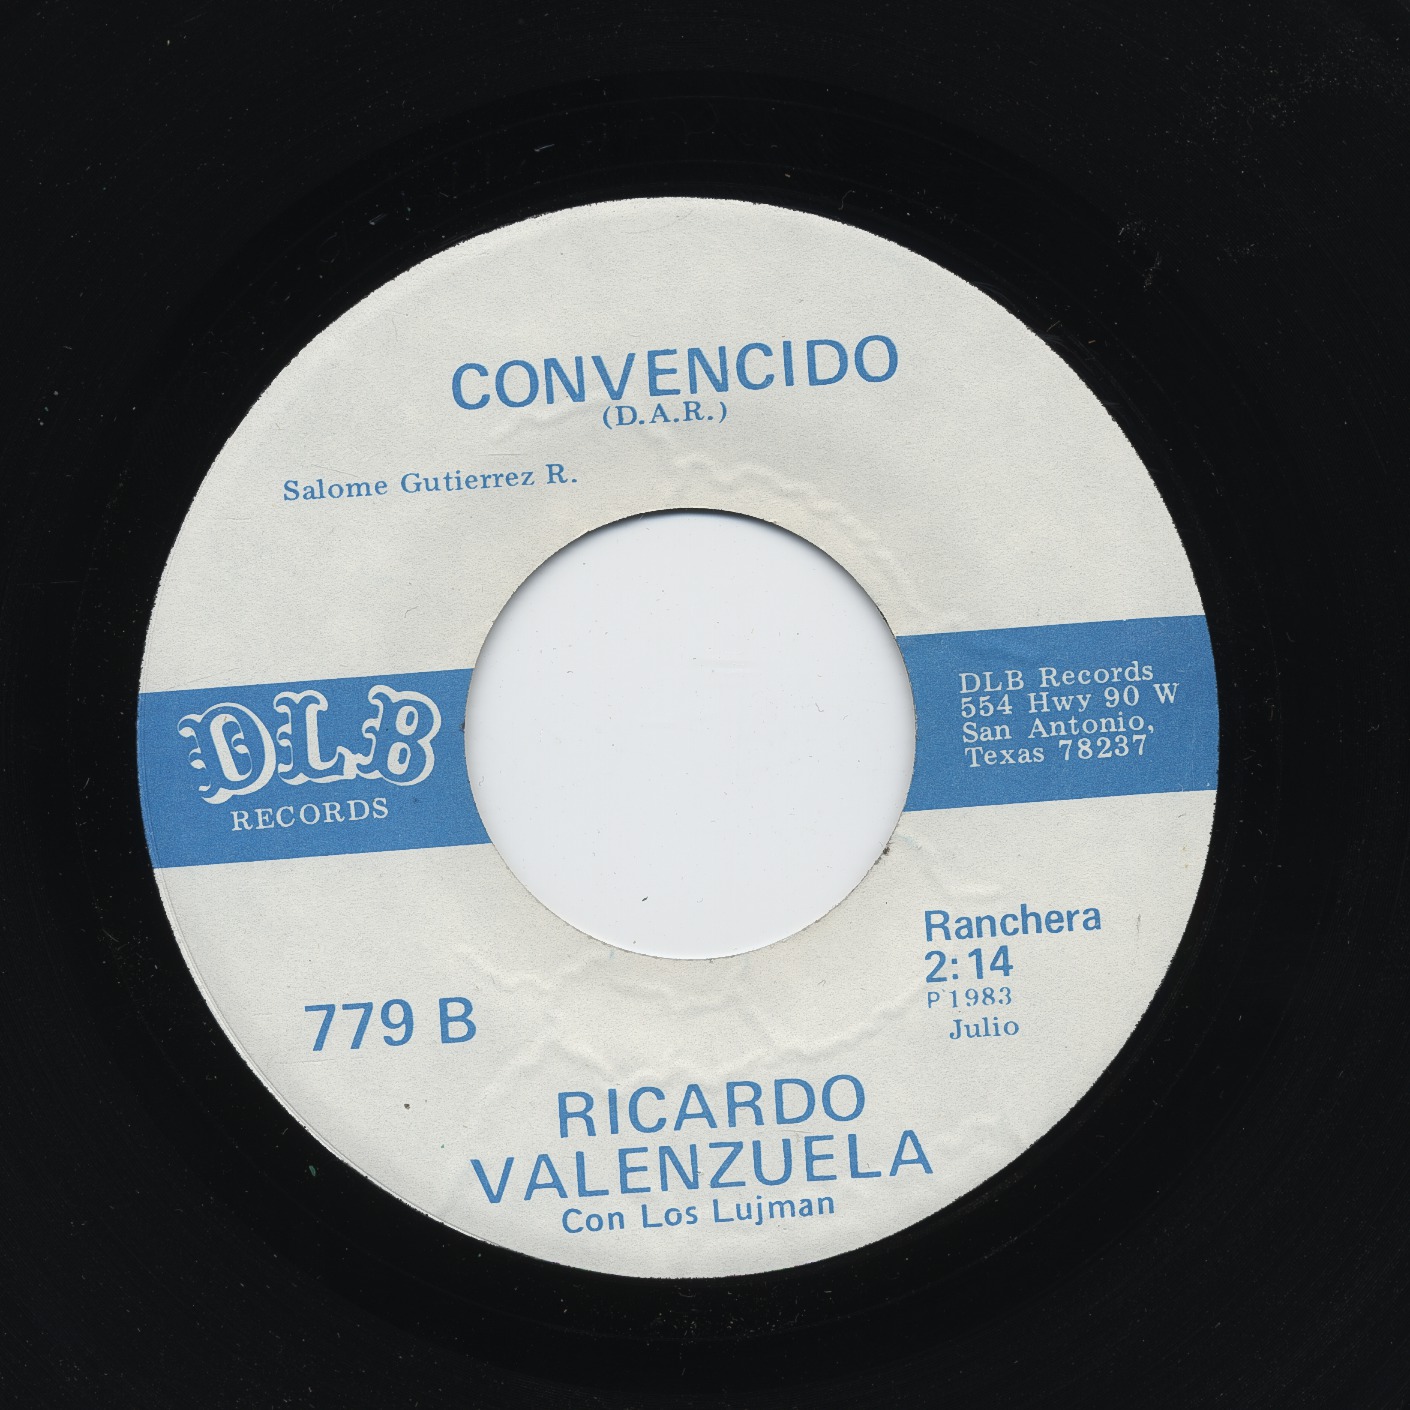 CONVENCIDO
(D.A.R.)
Salome Gutierrez R.
DLB
RECORDS
DLB Records
554 Hwy 90 W
San Antonio,
Texas 78237
Ranchera
2:14
P 1983
Julio
779 B
RICARDO
VALENZUELA
Con Los Lujman